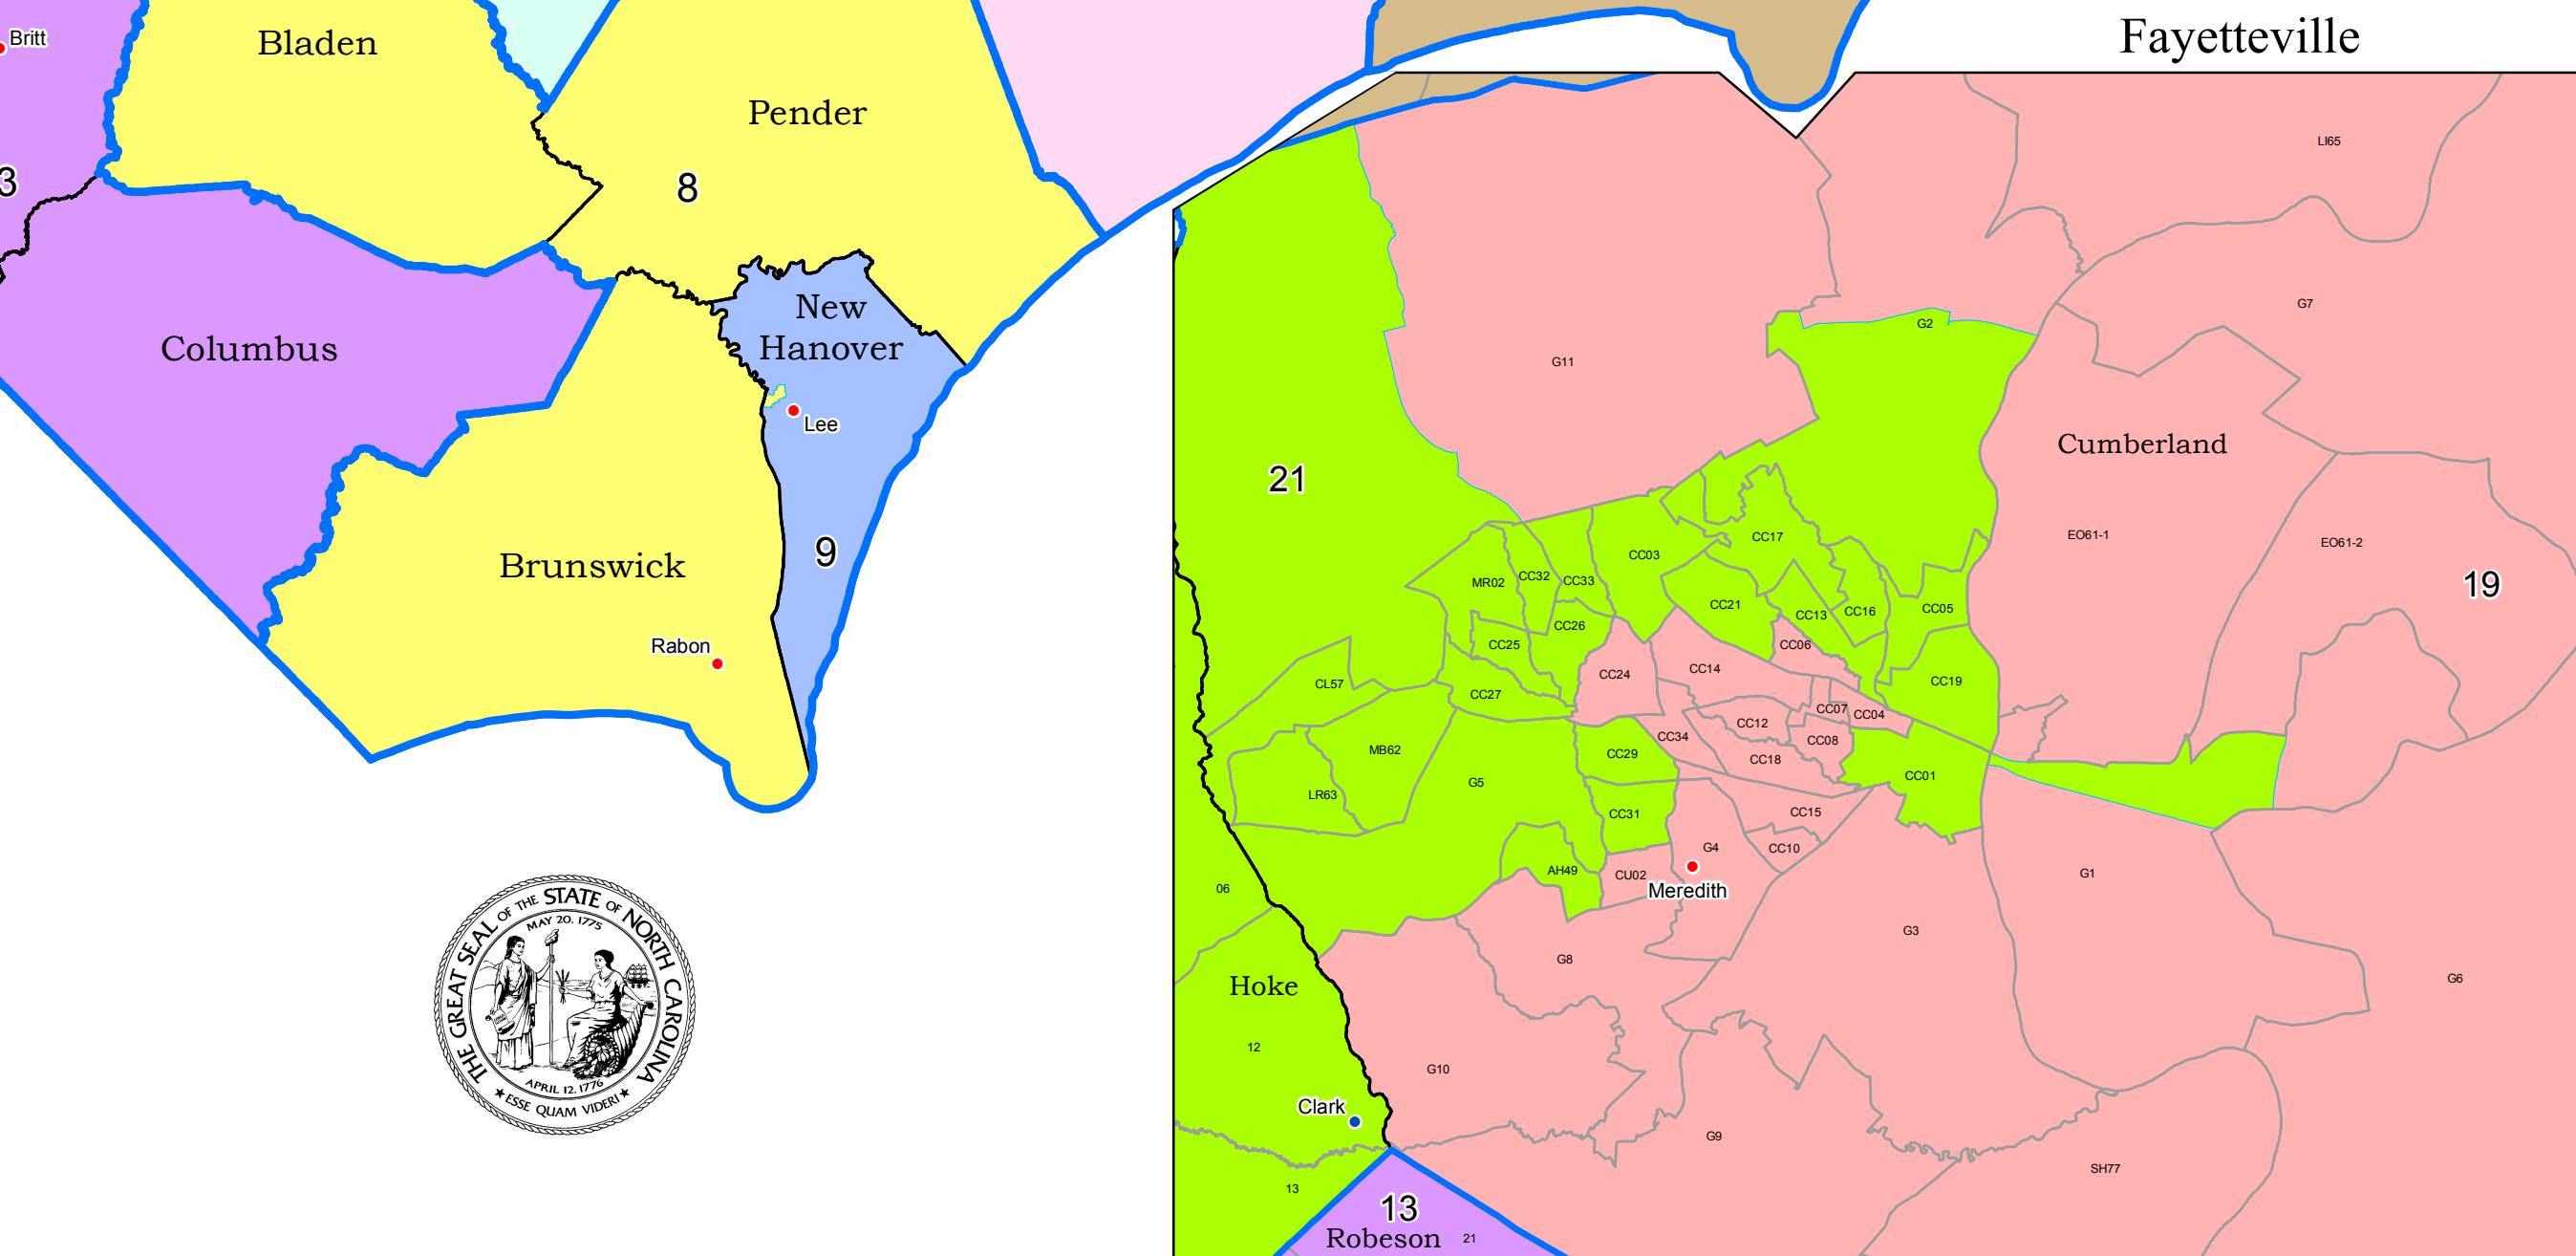 Britt
Bladen
Fayetteville
Pender
3
8
LI65
New
Hanover
G2
G7
Columbus
G11
Lee
Cumberland
21
9
Brunswick
CC17
EO61-1
EO61-2
CC03
19
MR02
CC32
CC33
CC21
CC13
CC16
CC05
CC26
Rabon
CC25
CC06
CC14
CC24
CL57
CC27
CC19
CC07
CC04
CC12
CC34
CC08
MB62
CC29
CC18
G5
CC01
LR63
CC31
CC15
G4
CC10
AH49
CU02
G1
Meredith
06
THE GREAT SEAL OF THE STATE OF NORTH CAROLINA
MAY 20, 1775
APRIL 12, 1776
★ ESSE QUAM VIDERI ★
G3
G8
Hoke
G6
12
G10
Clark
G9
SH77
13
13
Robeson
21